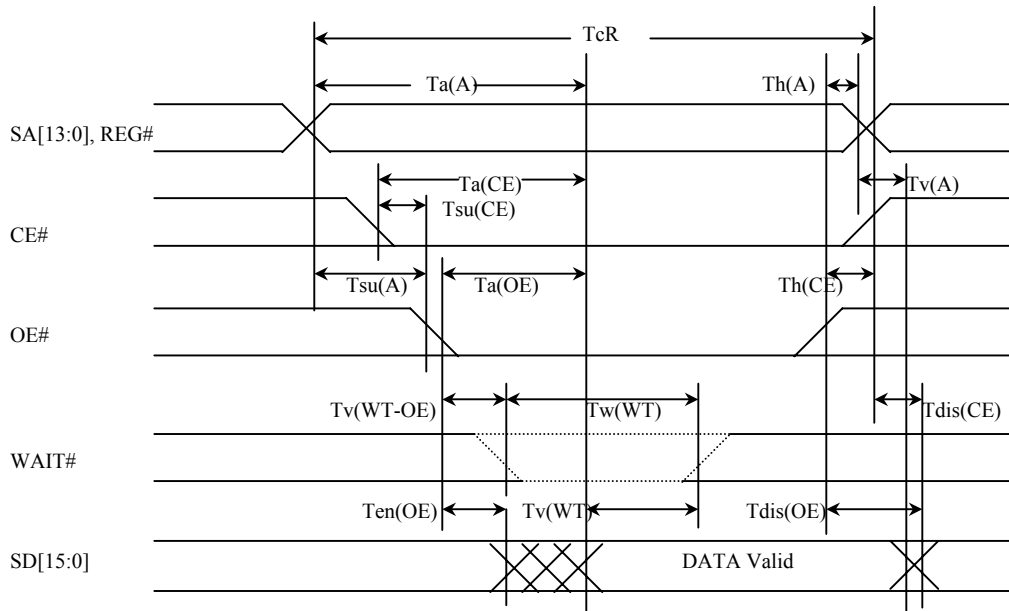 TcR
Ta(A)
Th(A)
SA[13:0], REG#
Ta(CE)
Tv(A)
Tsu(CE)
CE#
Tsu(A)
Ta(OE)
Th(CE)
OE#
Tv(WT-OE)
Tw(WT)
Tdis(CE)
WAIT#
Ten(OE)
Tv(WT)
Tdis(OE)
SD[15:0]
DATA Valid